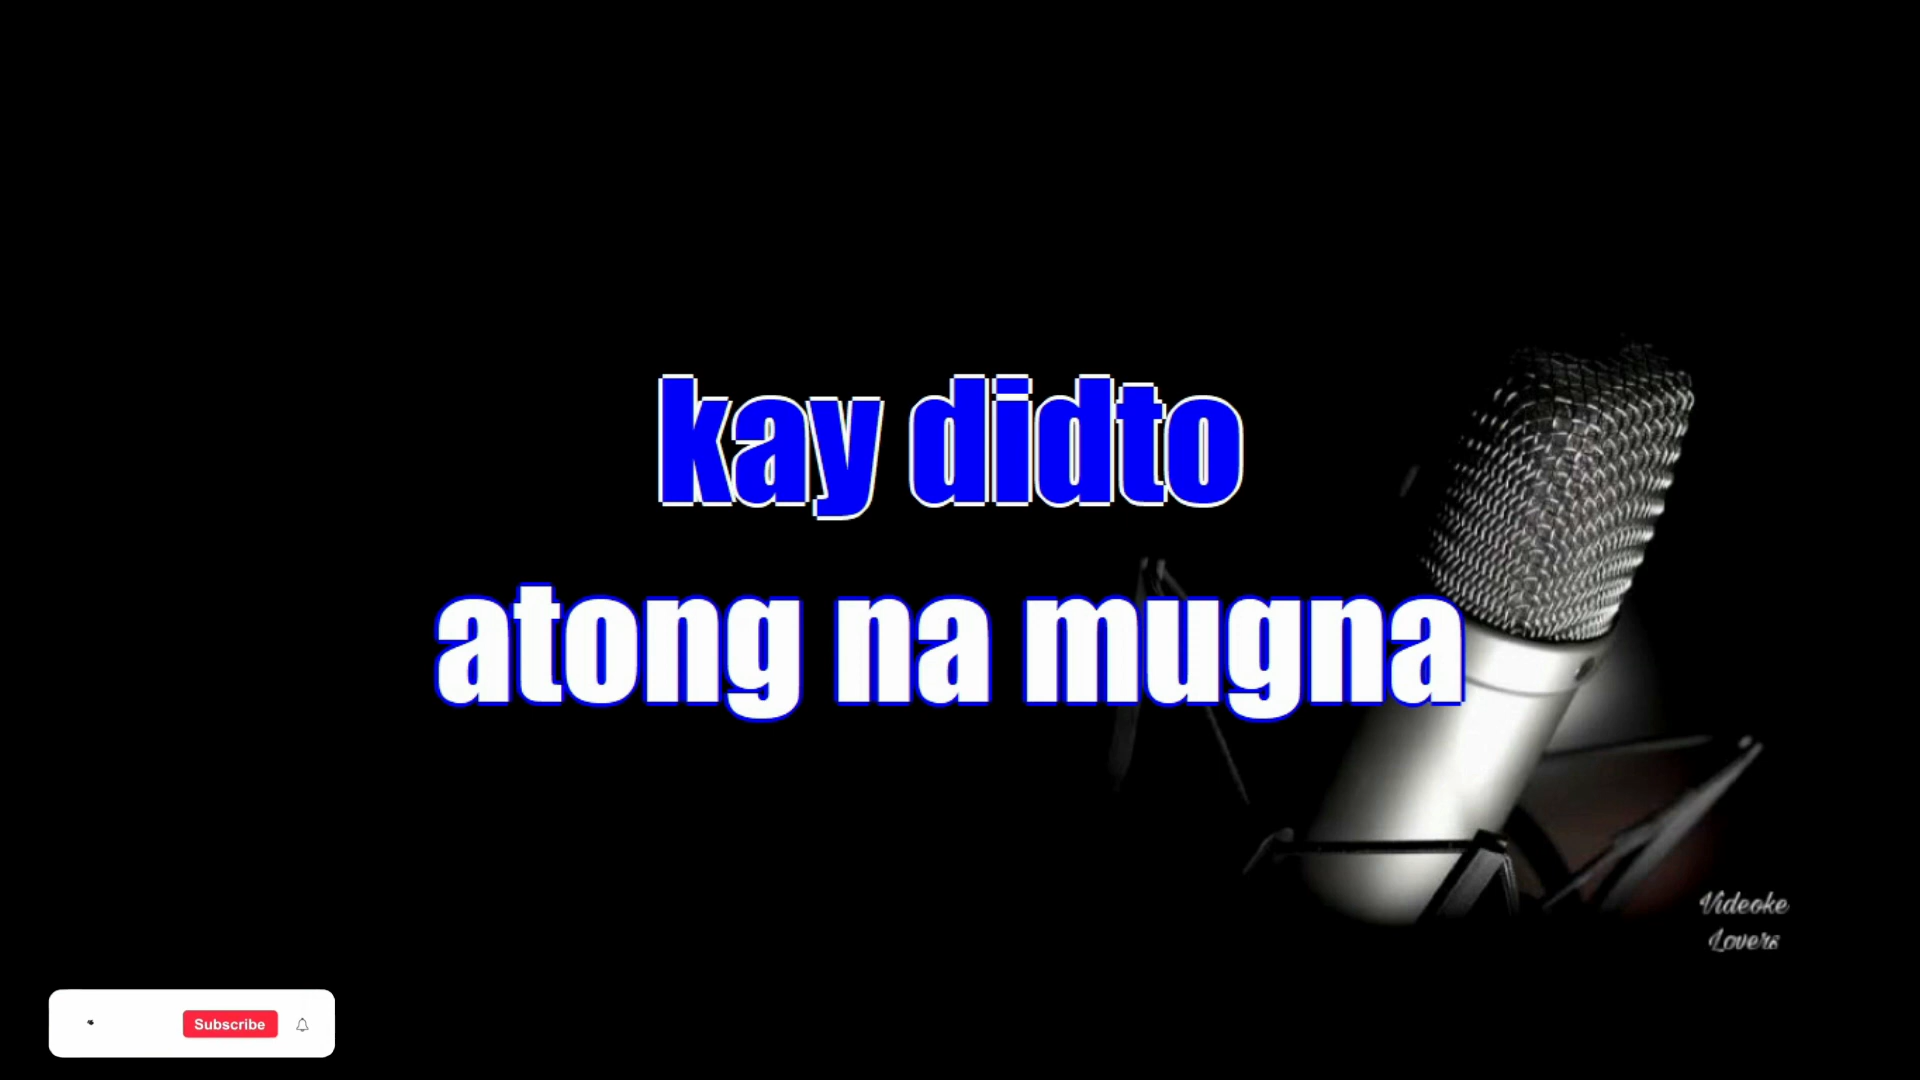 kay didto
atong na mugna
Videoke
Lovers
Subscribe